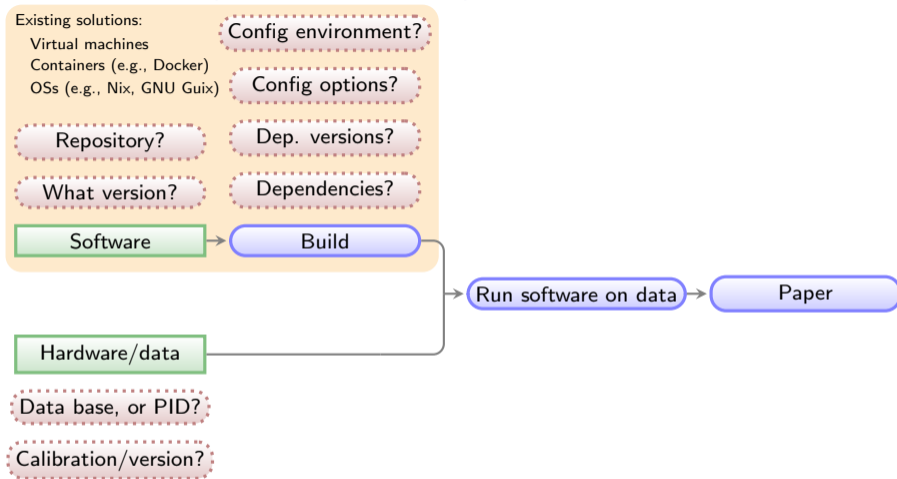 Existing solutions:
Virtual machines
Containers (e.g., Docker)
OSs (e.g., Nix, GNU Guix)
Config environment?
Config options?
Repository?
Dep. versions?
What version?
Dependencies?
Software
Build
Run software on data
Paper
Hardware/data
Data base, or PID?
Calibration/version?